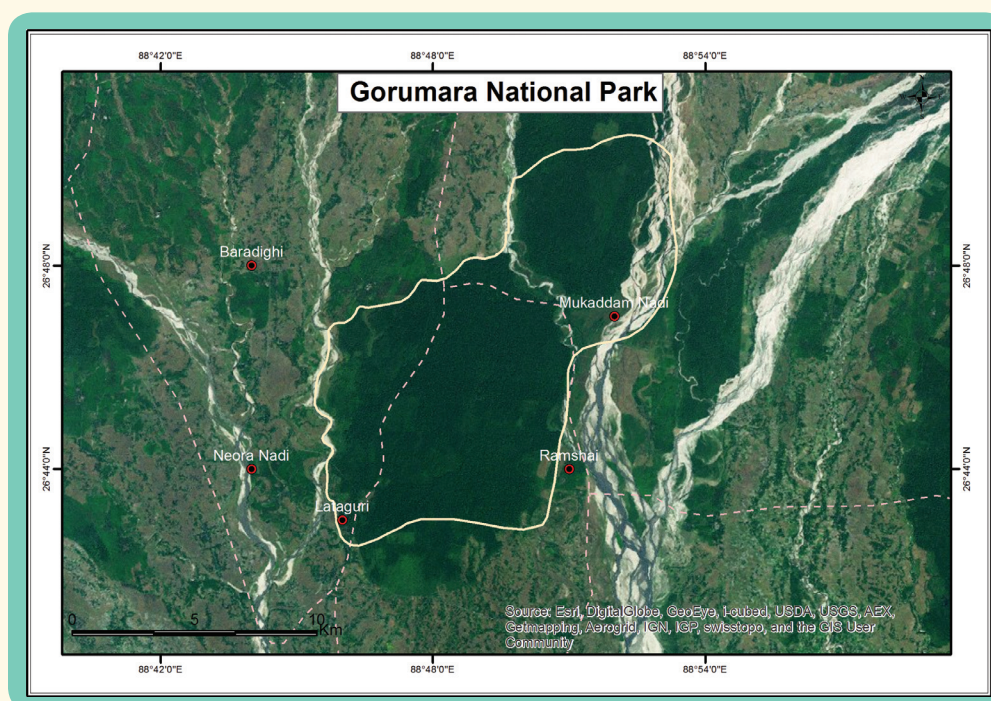 88°42'0"E 88°48'0"E 88°54'0"E
Gorumara National Park
26°48'0"N 26°48'0"N
Baradighi
Mukaddam Nadi
26°44'0"N 26°44'0"N
Neora Nadi
Ramshai
Lataguri
0 5 10
Km
Source: Esri, DigitalGlobe, GeoEye, i-cubed, USDA, USGS, AEX,
Getmapping, Aerogrid, IGN, IGP, swisstopo, and the GIS User
Community
88°42'0"E 88°48'0"E 88°54'0"E